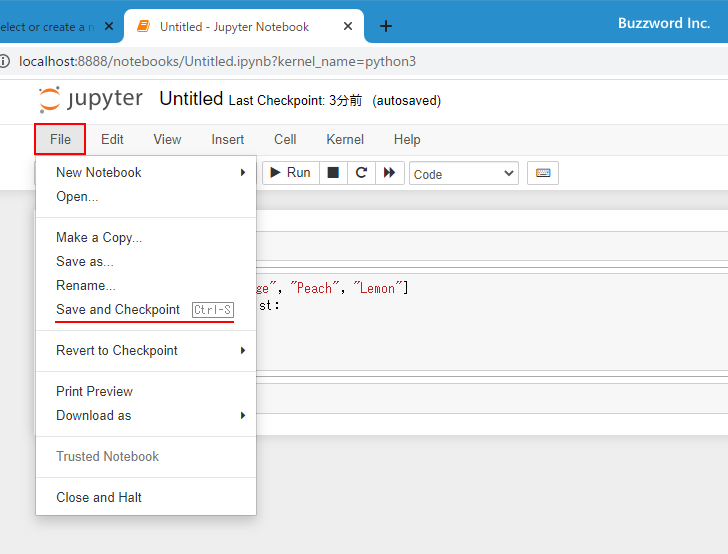 elect or create a n
Untitled - Jupyter Notebook
Buzzword Inc.
localhost:8888/notebooks/Untitled.ipynb?kernel_name=python3
jupyter Untitled Last Checkpoint: 3分前 (autosaved)
File Edit View Insert Cell Kernel Help
Run
Code
New Notebook
Open...
Make a Copy...
Save as...
Rename...
Save and Checkpoint Ctrl-S
Revert to Checkpoint
Print Preview
Download as
Trusted Notebook
Close and Halt
ge", "Peach", "Lemon"]
st: